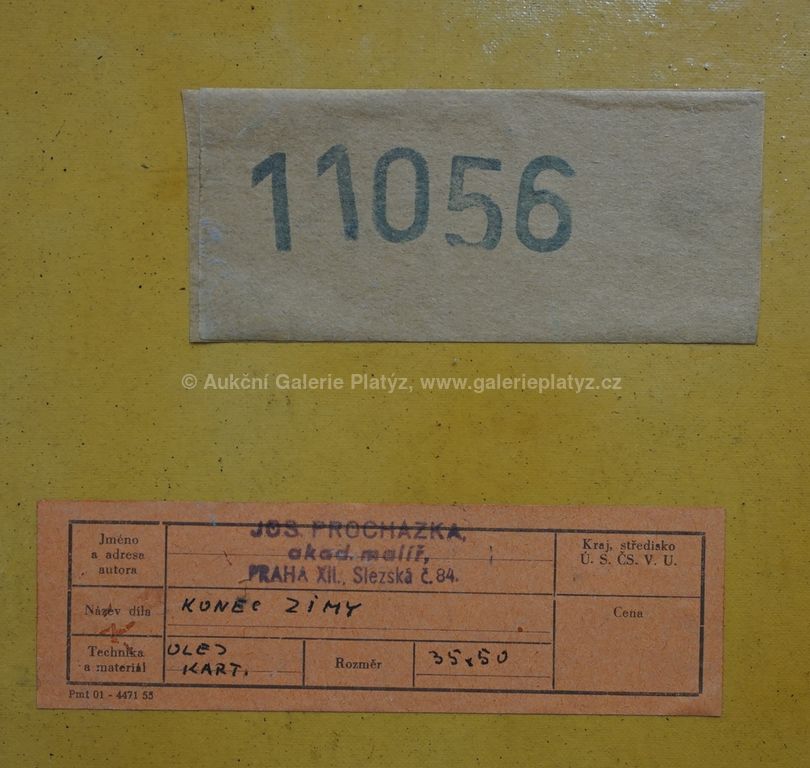 11056
© Aukční Galerie Platýz, www.galerieplatyz.cz
Jméno
a adresa
autora
JOS. PROCHÁZKA,
akad. malíř,
PRAHA XII., Slezská č. 84.
Kraj, středisko
Ú. S. ČS. V. U.
Název díla
KONEC ZIMY
Cena
Technika
a materiál
OLEJ
KART.
Rozměr
35x50
Pmt 01 - 4471 55